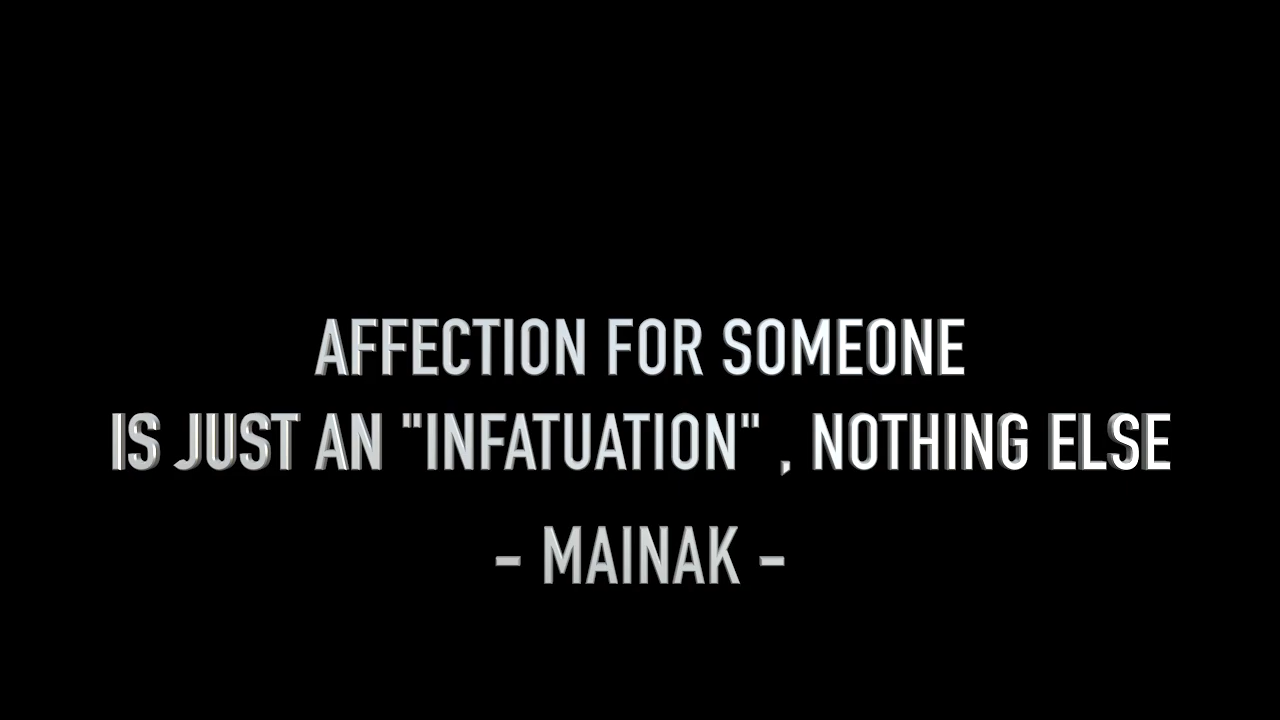 AFFECTION FOR SOMEONE
IS JUST AN "INFATUATION" , NOTHING ELSE
- MAINAK -